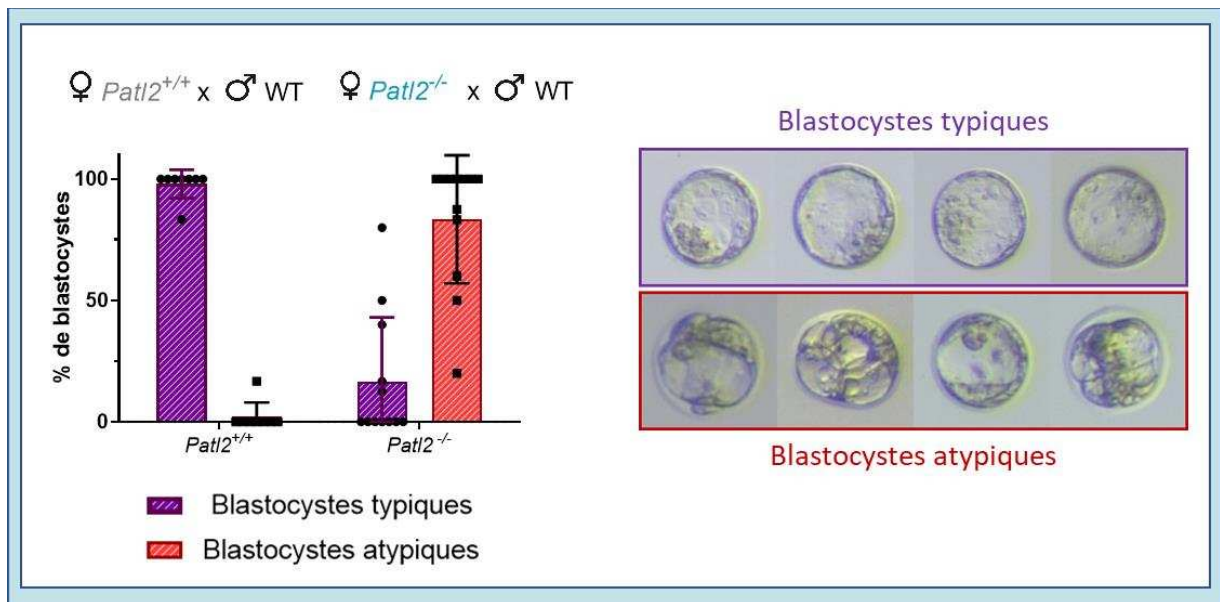 ♀ Patl2+/+ x ♂ WT ♀ Patl2-/- x ♂ WT
% de blastocystes
100
50
0
Patl2+/+ Patl2-/-
Blastocystes typiques
Blastocystes atypiques
Blastocystes typiques
Blastocystes atypiques